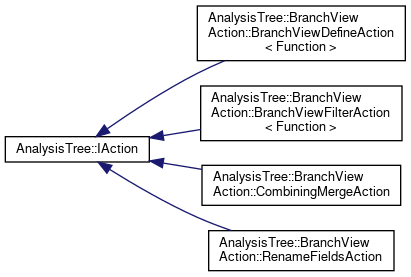 AnalysisTree::BranchView
Action::BranchViewDefineAction
< Function >
AnalysisTree::BranchView
Action::BranchViewFilterAction
< Function >
AnalysisTree::IAction
AnalysisTree::BranchView
Action::CombiningMergeAction
AnalysisTree::BranchView
Action::RenameFieldsAction